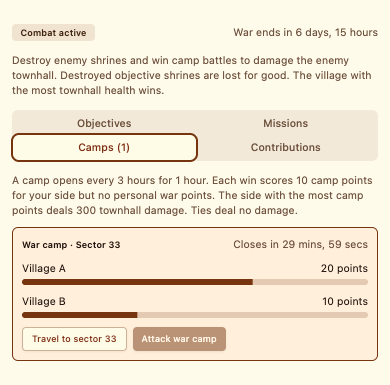 Combat active
War ends in 6 days, 15 hours
Destroy enemy shrines and win camp battles to damage the enemy
townhall. Destroyed objective shrines are lost for good. The village with
the most townhall health wins.
Objectives
Missions
Camps (1)
Contributions
A camp opens every 3 hours for 1 hour. Each win scores 10 camp points
for your side but no personal war points. The side with the most camp
points deals 300 townhall damage. Ties deal no damage.
War camp · Sector 33
Closes in 29 mins, 59 secs
Village A
20 points
Village B
10 points
Travel to sector 33
Attack war camp